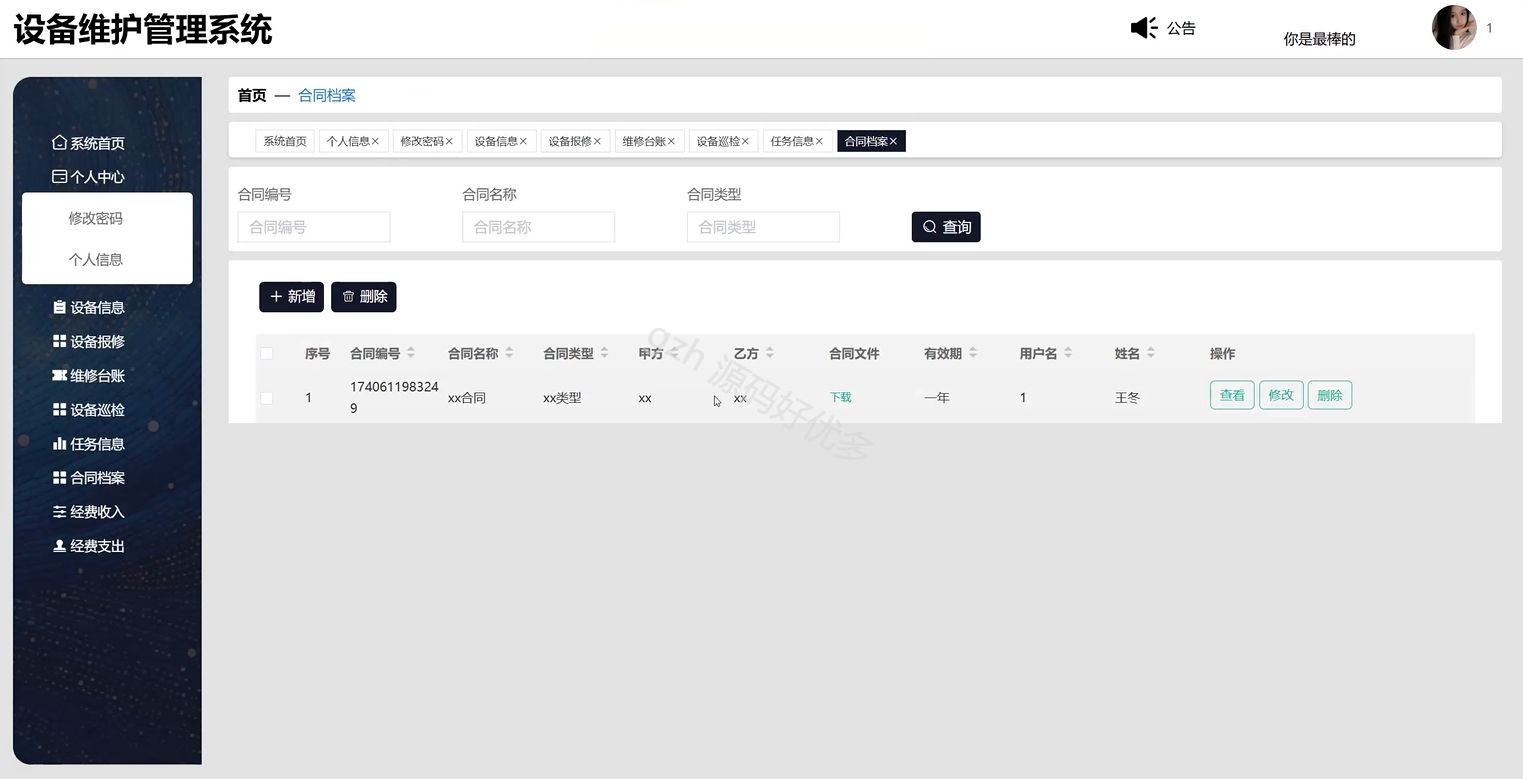 设备维护管理系统
公告
你是最棒的
1
系统首页
个人中心
修改密码
个人信息
设备信息
设备报修
维修台账
设备巡检
任务信息
合同档案
经费收入
经费支出
首页 — 合同档案
系统首页 个人信息× 修改密码× 设备信息× 设备报修× 维修台账× 设备巡检× 任务信息× 合同档案×
合同编号 合同名称 合同类型
合同编号 合同名称 合同类型 查询
+ 新增 删除
序号 合同编号 合同名称 合同类型 甲方 乙方 合同文件 有效期 用户名 姓名 操作
1 174061198324 xx合同 xx类型 xx xx 下载 一年 1 王冬 查看 修改 删除
9
gzh 源码好优多